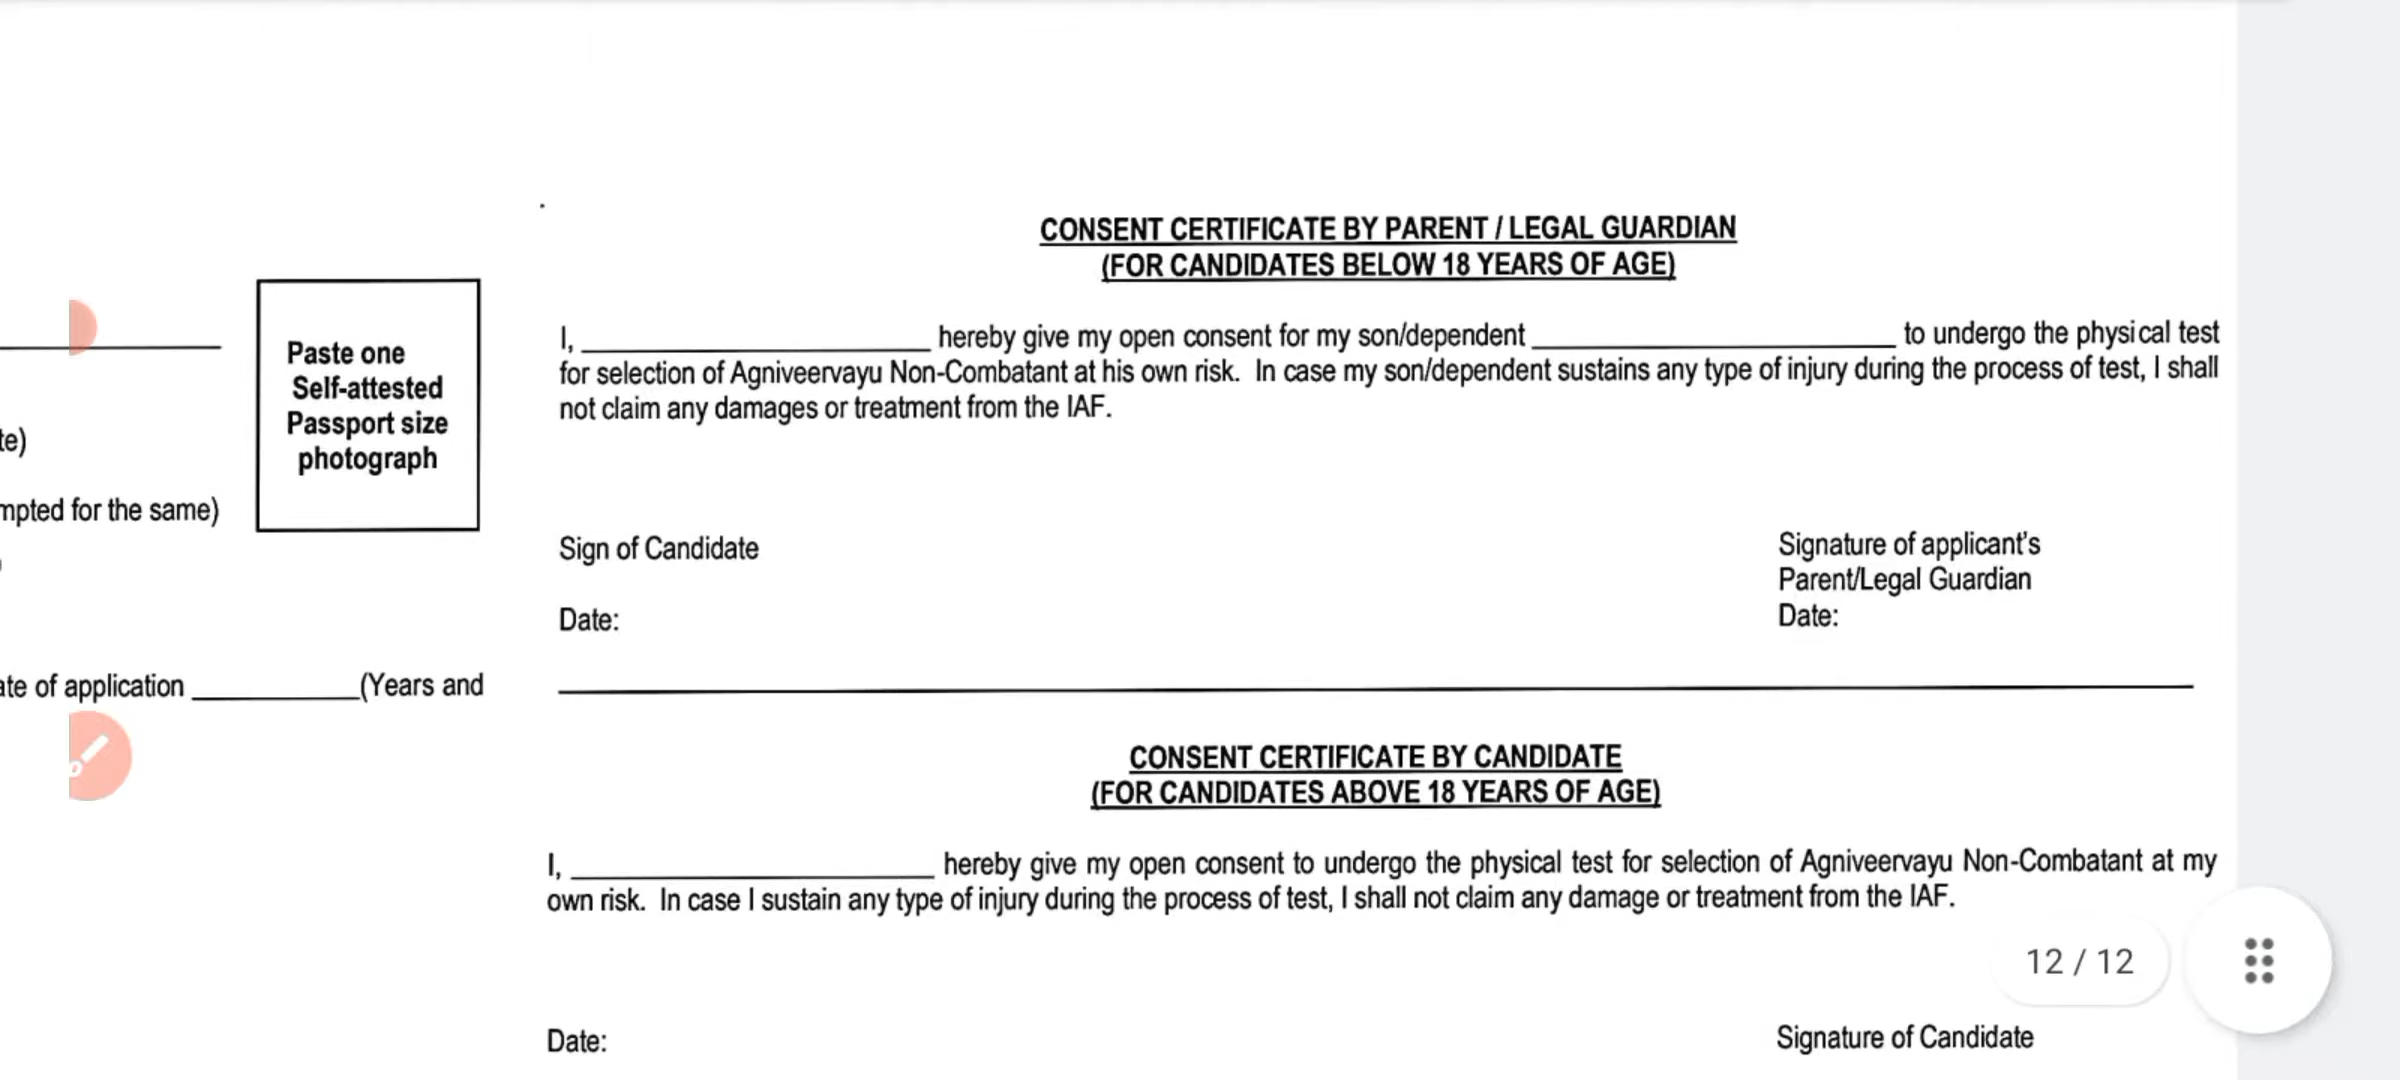 Paste one
Self-attested
Passport size
photograph
te)
mpted for the same)
ate of application __________(Years and
CONSENT CERTIFICATE BY PARENT / LEGAL GUARDIAN
(FOR CANDIDATES BELOW 18 YEARS OF AGE)
I, ____________________ hereby give my open consent for my son/dependent ____________________ to undergo the physical test
for selection of Agniveervayu Non-Combatant at his own risk. In case my son/dependent sustains any type of injury during the process of test, I shall
not claim any damages or treatment from the IAF.
Sign of Candidate
Signature of applicant's
Parent/Legal Guardian
Date:
Date:
CONSENT CERTIFICATE BY CANDIDATE
(FOR CANDIDATES ABOVE 18 YEARS OF AGE)
I, ____________________ hereby give my open consent to undergo the physical test for selection of Agniveervayu Non-Combatant at my
own risk. In case I sustain any type of injury during the process of test, I shall not claim any damage or treatment from the IAF.
12 / 12
Date:
Signature of Candidate